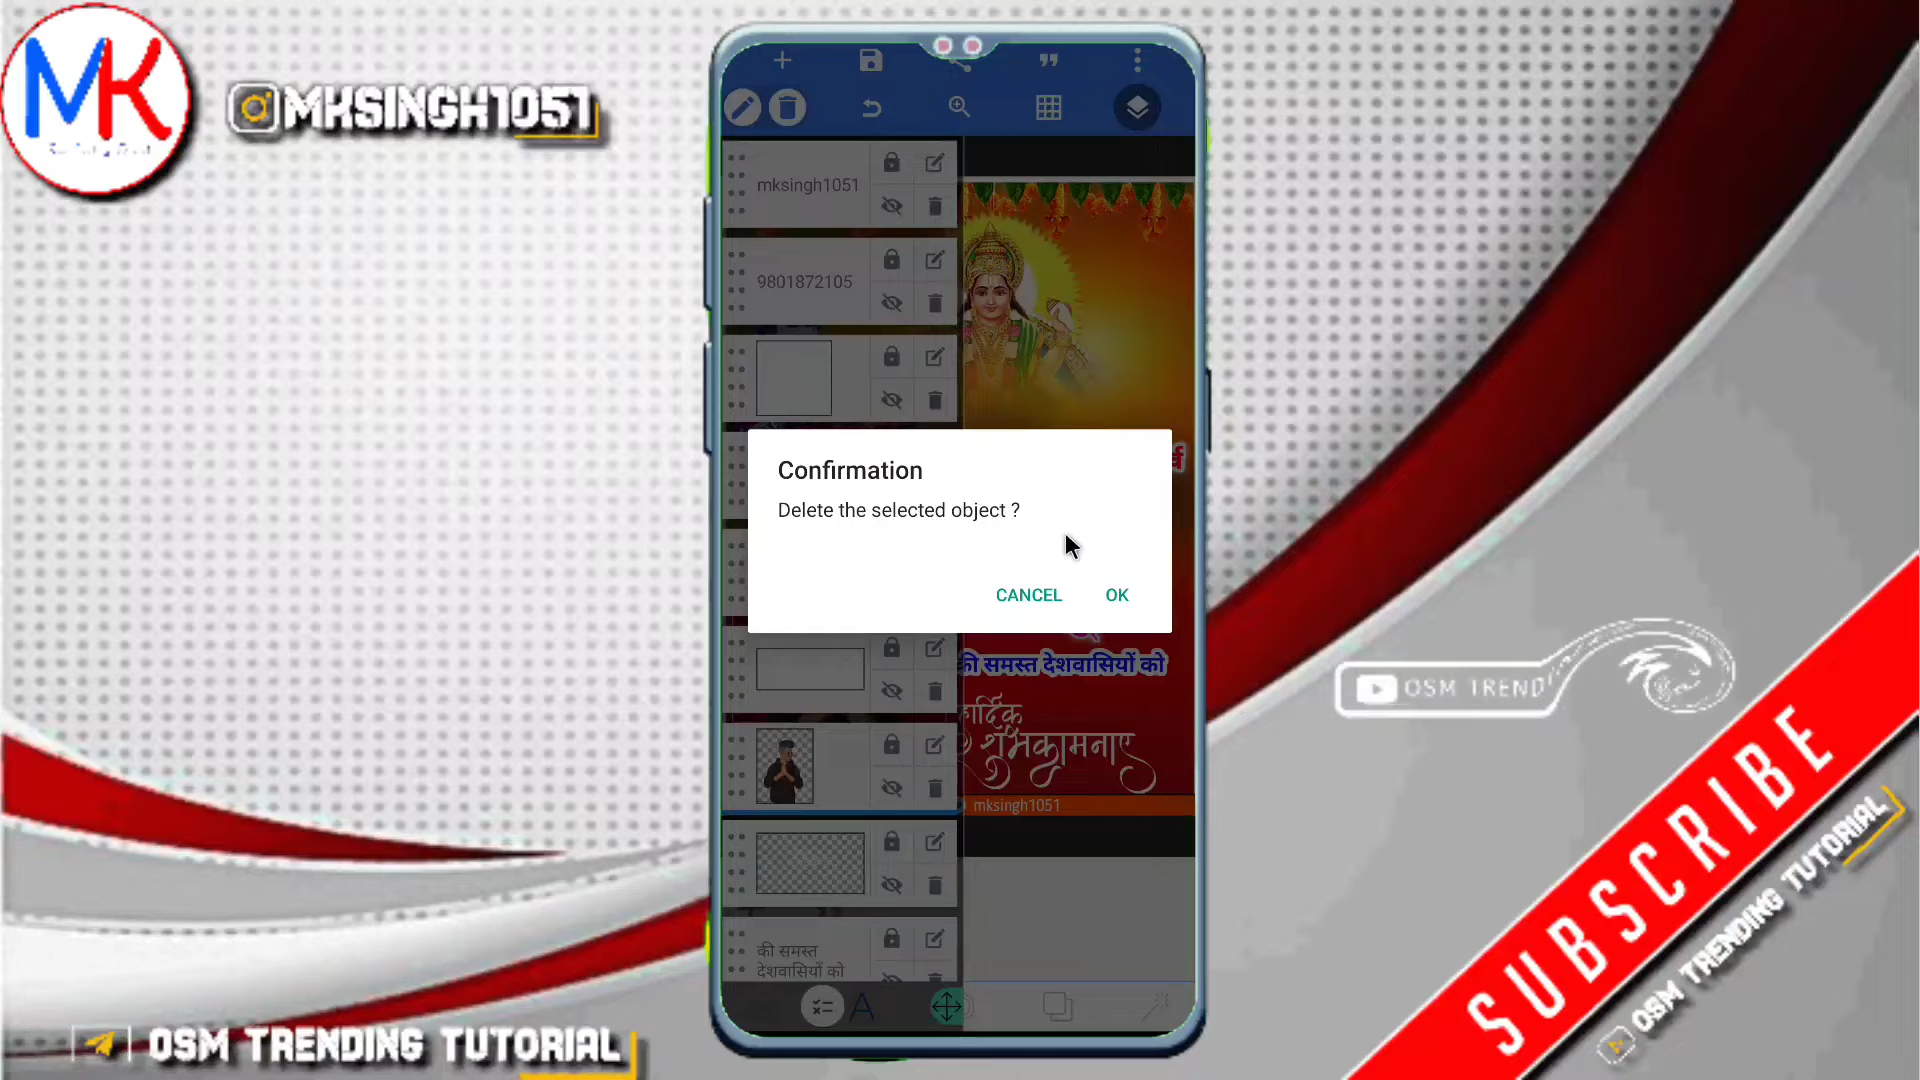 MK
MKSINGH1051
mksingh1051
9801872105
Confirmation
Delete the selected object ?
CANCEL
OK
की समस्त देशवासियों को
हार्दिक
शुभकामनाए
mksingh1051
की समस्त
देशवासियों को
A
OSM TREND
SUBSCRIBE
OSM TRENDING TUTORIAL
OSM TRENDING TUTORIAL